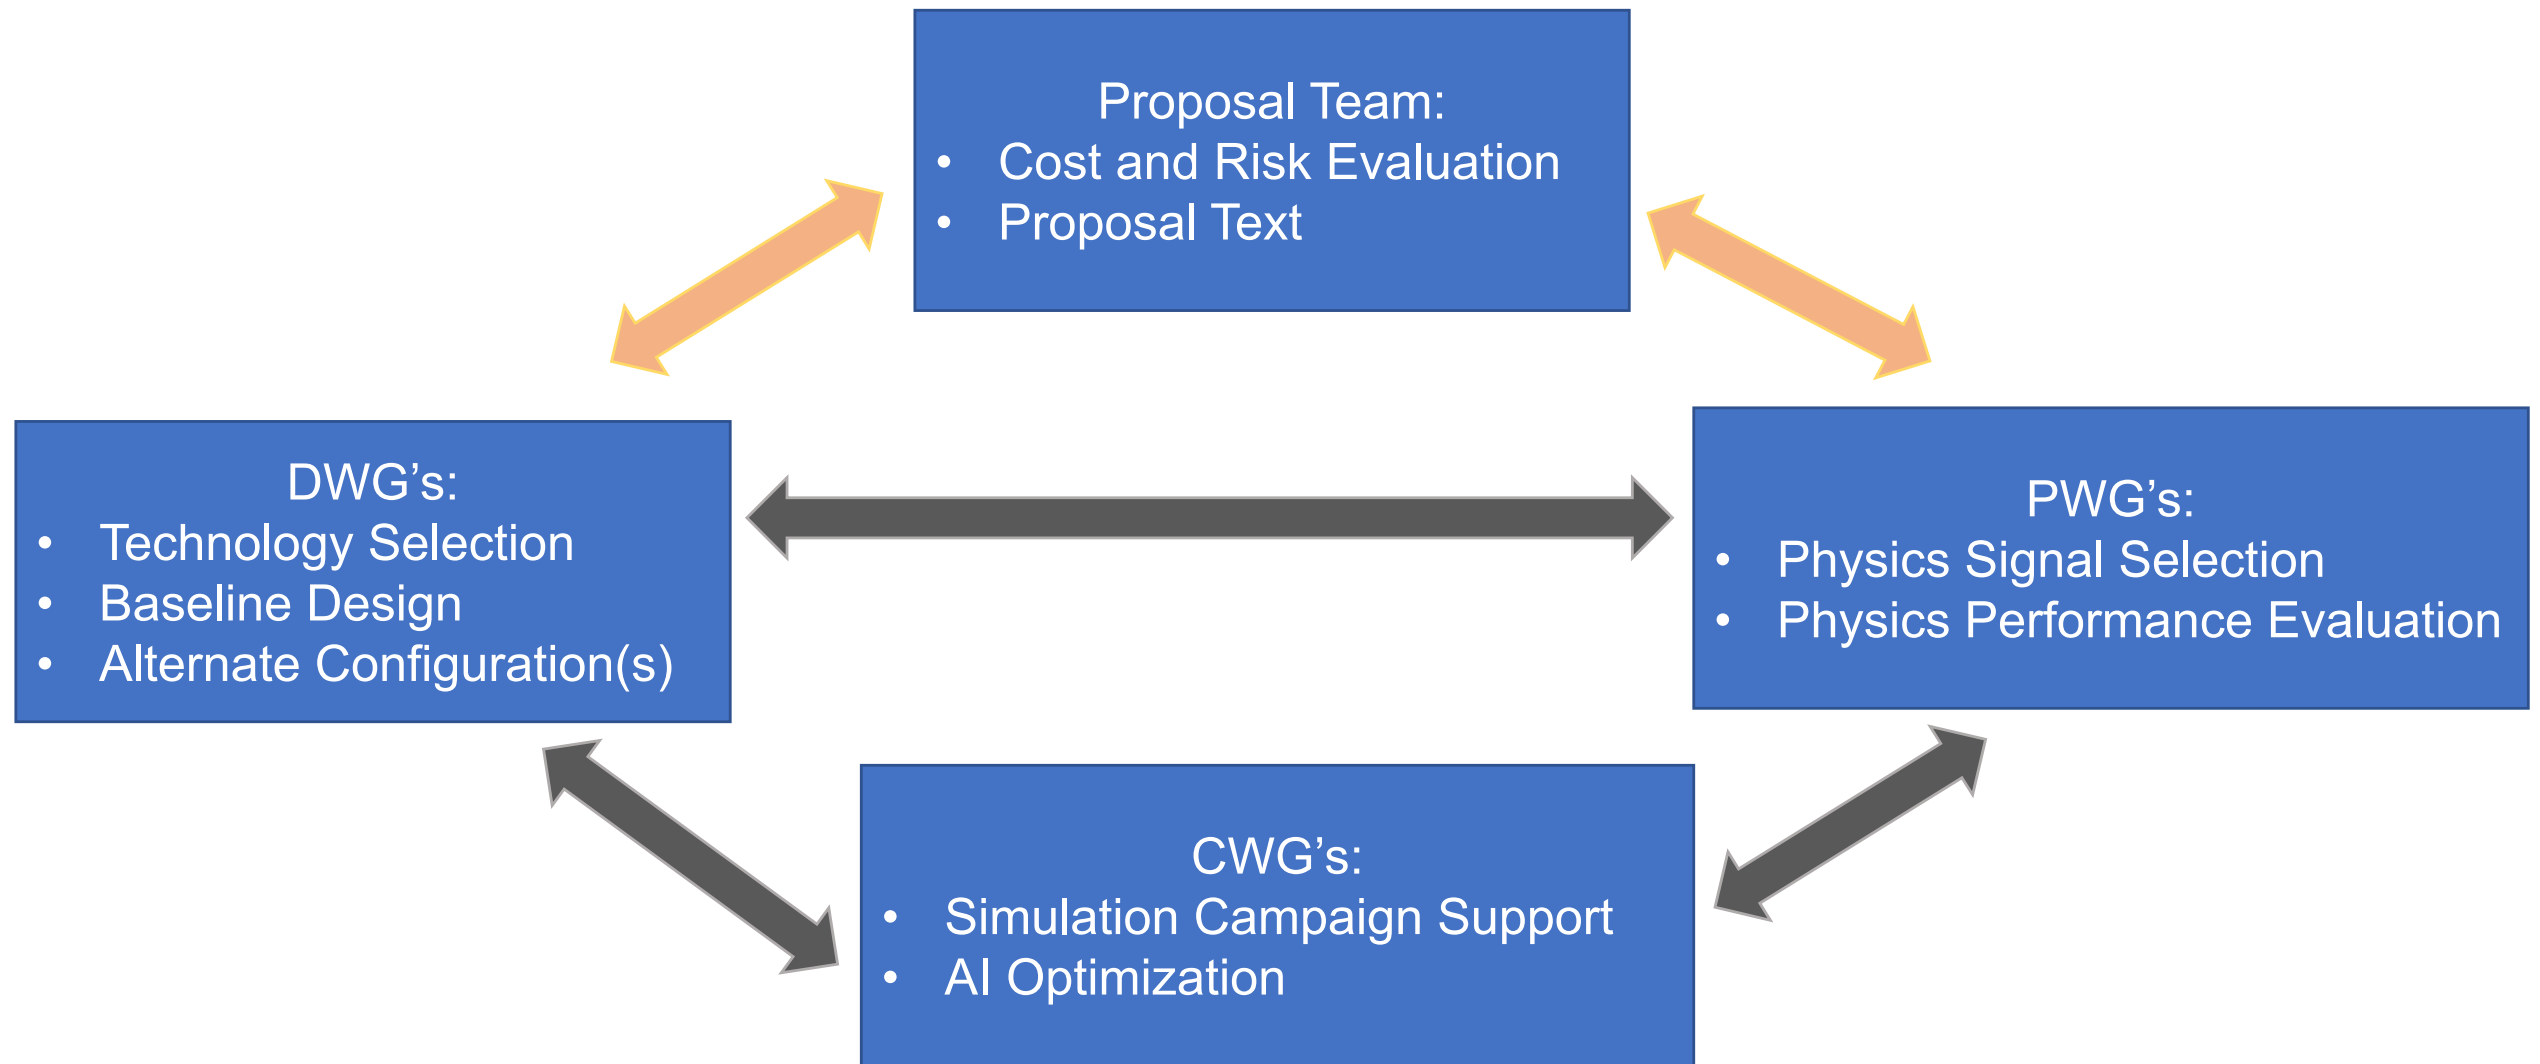 Proposal Team:
• Cost and Risk Evaluation
• Proposal Text
DWG’s:
• Technology Selection
• Baseline Design
• Alternate Configuration(s)
PWG’s:
• Physics Signal Selection
• Physics Performance Evaluation
CWG’s:
• Simulation Campaign Support
• AI Optimization